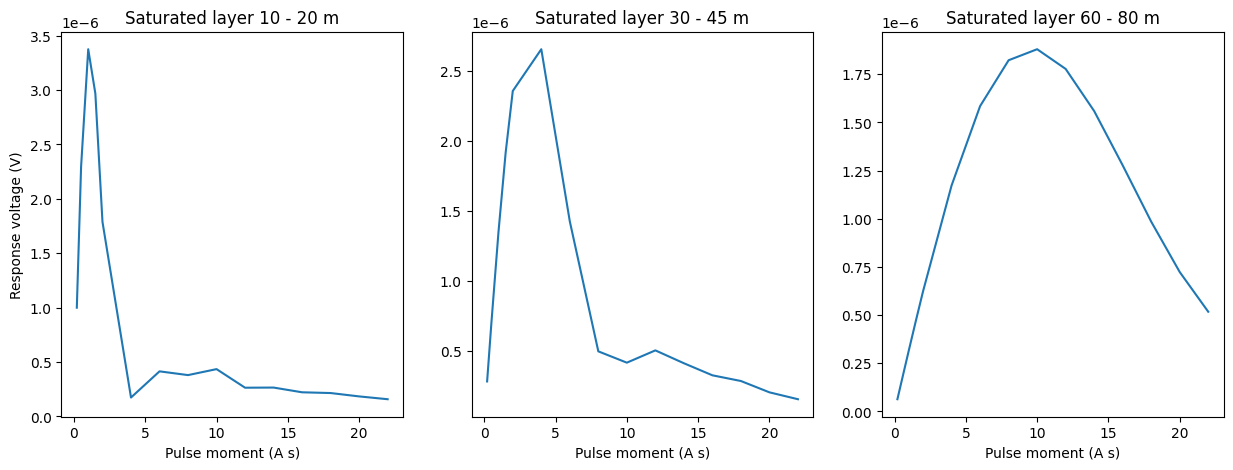 Saturated layer 10 - 20 m
1e−6
3.5
3.0
2.5
2.0
1.5
1.0
0.5
0.0
Response voltage (V)
0 5 10 15 20
Pulse moment (A s)
Saturated layer 30 - 45 m
1e−6
2.5
2.0
1.5
1.0
0.5
0 5 10 15 20
Pulse moment (A s)
Saturated layer 60 - 80 m
1e−6
1.75
1.50
1.25
1.00
0.75
0.50
0.25
0.00
0 5 10 15 20
Pulse moment (A s)